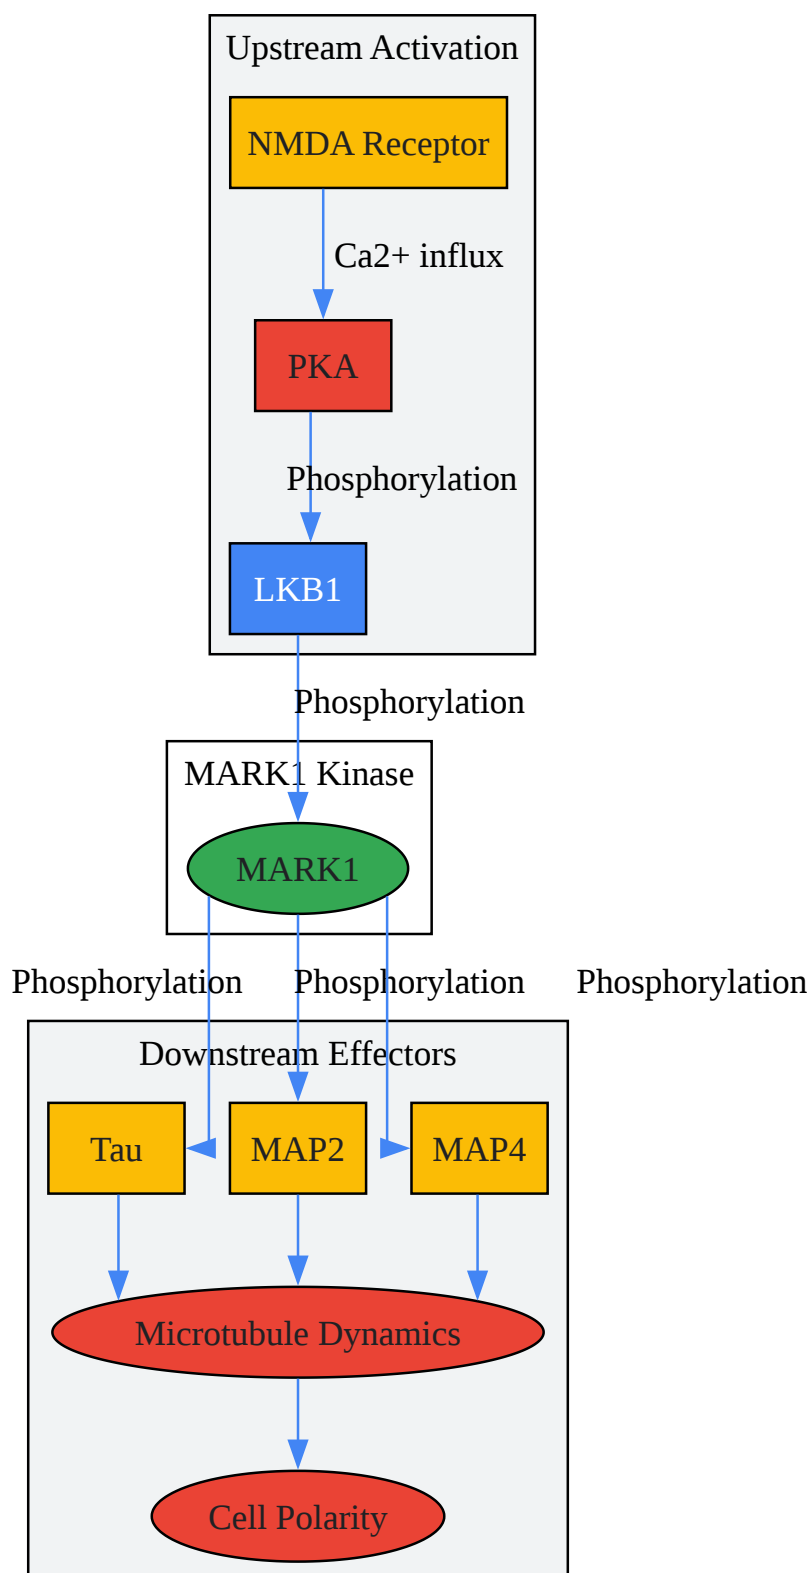 Upstream Activation
NMDA Receptor
Ca2+ influx
PKA
Phosphorylation
LKB1
Phosphorylation
MARK1 Kinase
MARK1
Phosphorylation
Phosphorylation
Phosphorylation
Downstream Effectors
Tau
MAP2
MAP4
Microtubule Dynamics
Cell Polarity